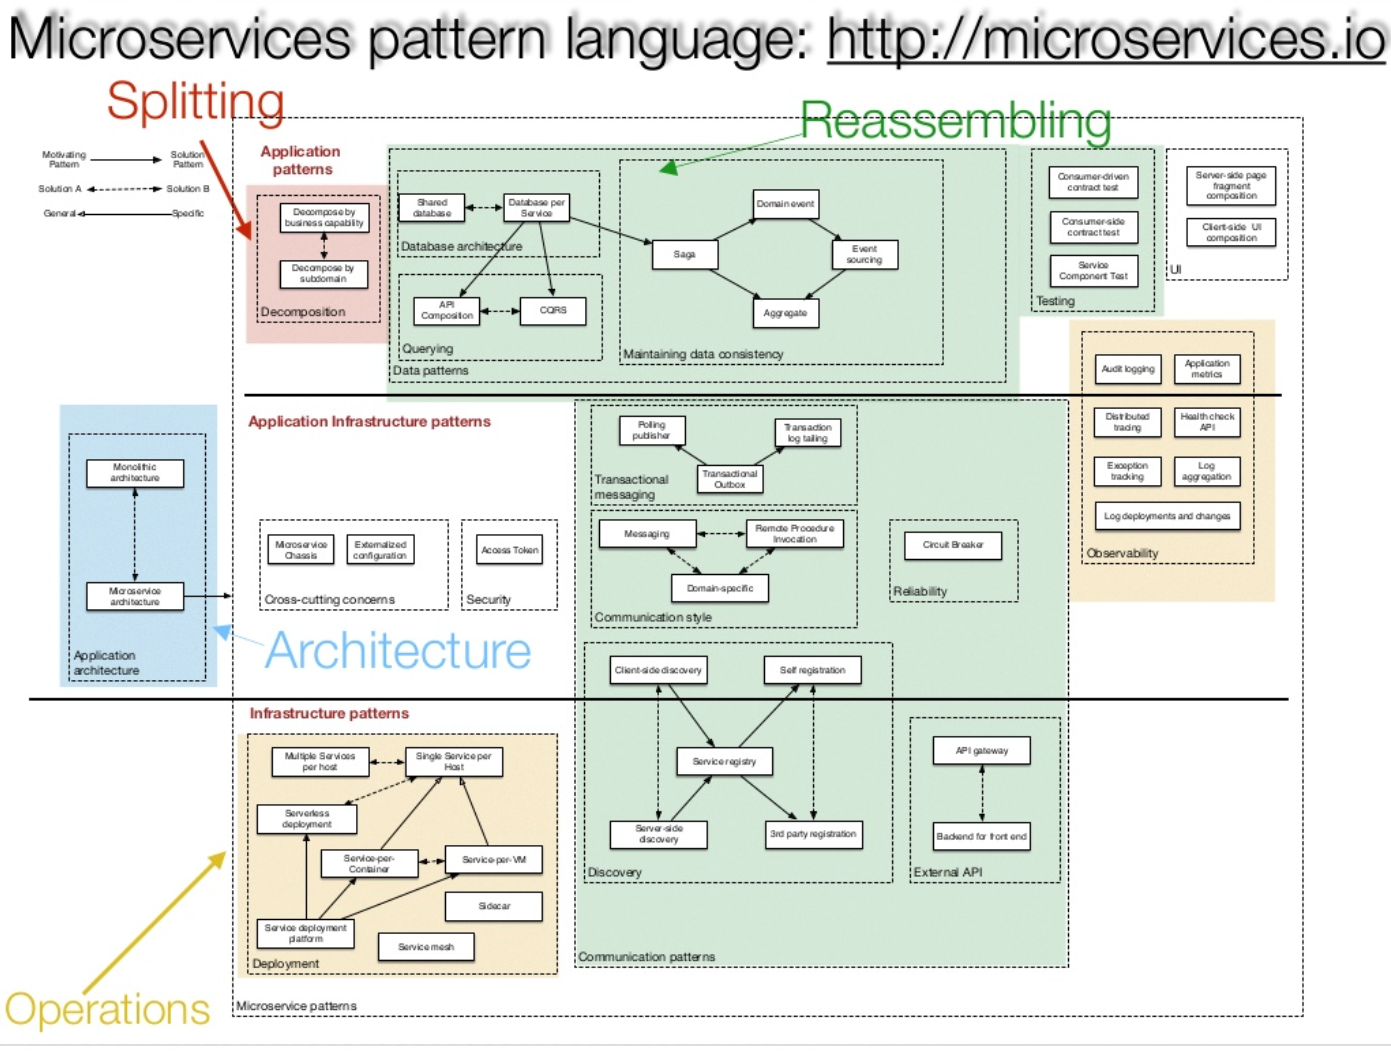 Microservices pattern language: http://microservices.io
Splitting
Reassembling
Motivating
Pattern
Solution
Pattern
Solution A
Solution B
General
Specific
Application
patterns
Decompose by
business capability
Decompose by
subdomain
Decomposition
Shared
database
Database per
Service
Database architecture
API
Composition
CQRS
Querying
Data patterns
Domain event
Saga
Event
sourcing
Aggregate
Maintaining data consistency
Consumer-driven
contract test
Consumer-side
contract test
Service
Component Test
Testing
Server-side page
fragment
composition
Client-side UI
composition
UI
Audit logging
Application
metrics
Distributed
tracing
Health check
API
Exception
tracking
Log
aggregation
Log deployments and changes
Observability
Application Infrastructure patterns
Monolithic
architecture
Microservice
architecture
Application
architecture
Architecture
Microservice
Chassis
Externalized
configuration
Cross-cutting concerns
Access Token
Security
Polling
publisher
Transaction
log tailing
Transactional
Outbox
Transactional
messaging
Messaging
Remote Procedure
Invocation
Domain-specific
Communication style
Circuit Breaker
Reliability
Client-side discovery
Self registration
Service registry
Server-side
discovery
3rd party registration
Discovery
API gateway
Backend for front end
External API
Communication patterns
Infrastructure patterns
Multiple Services
per host
Single Service per
Host
Serverless
deployment
Service-per-
Container
Service-per-VM
Sidecar
Service deployment
platform
Service mesh
Deployment
Operations
Microservice patterns